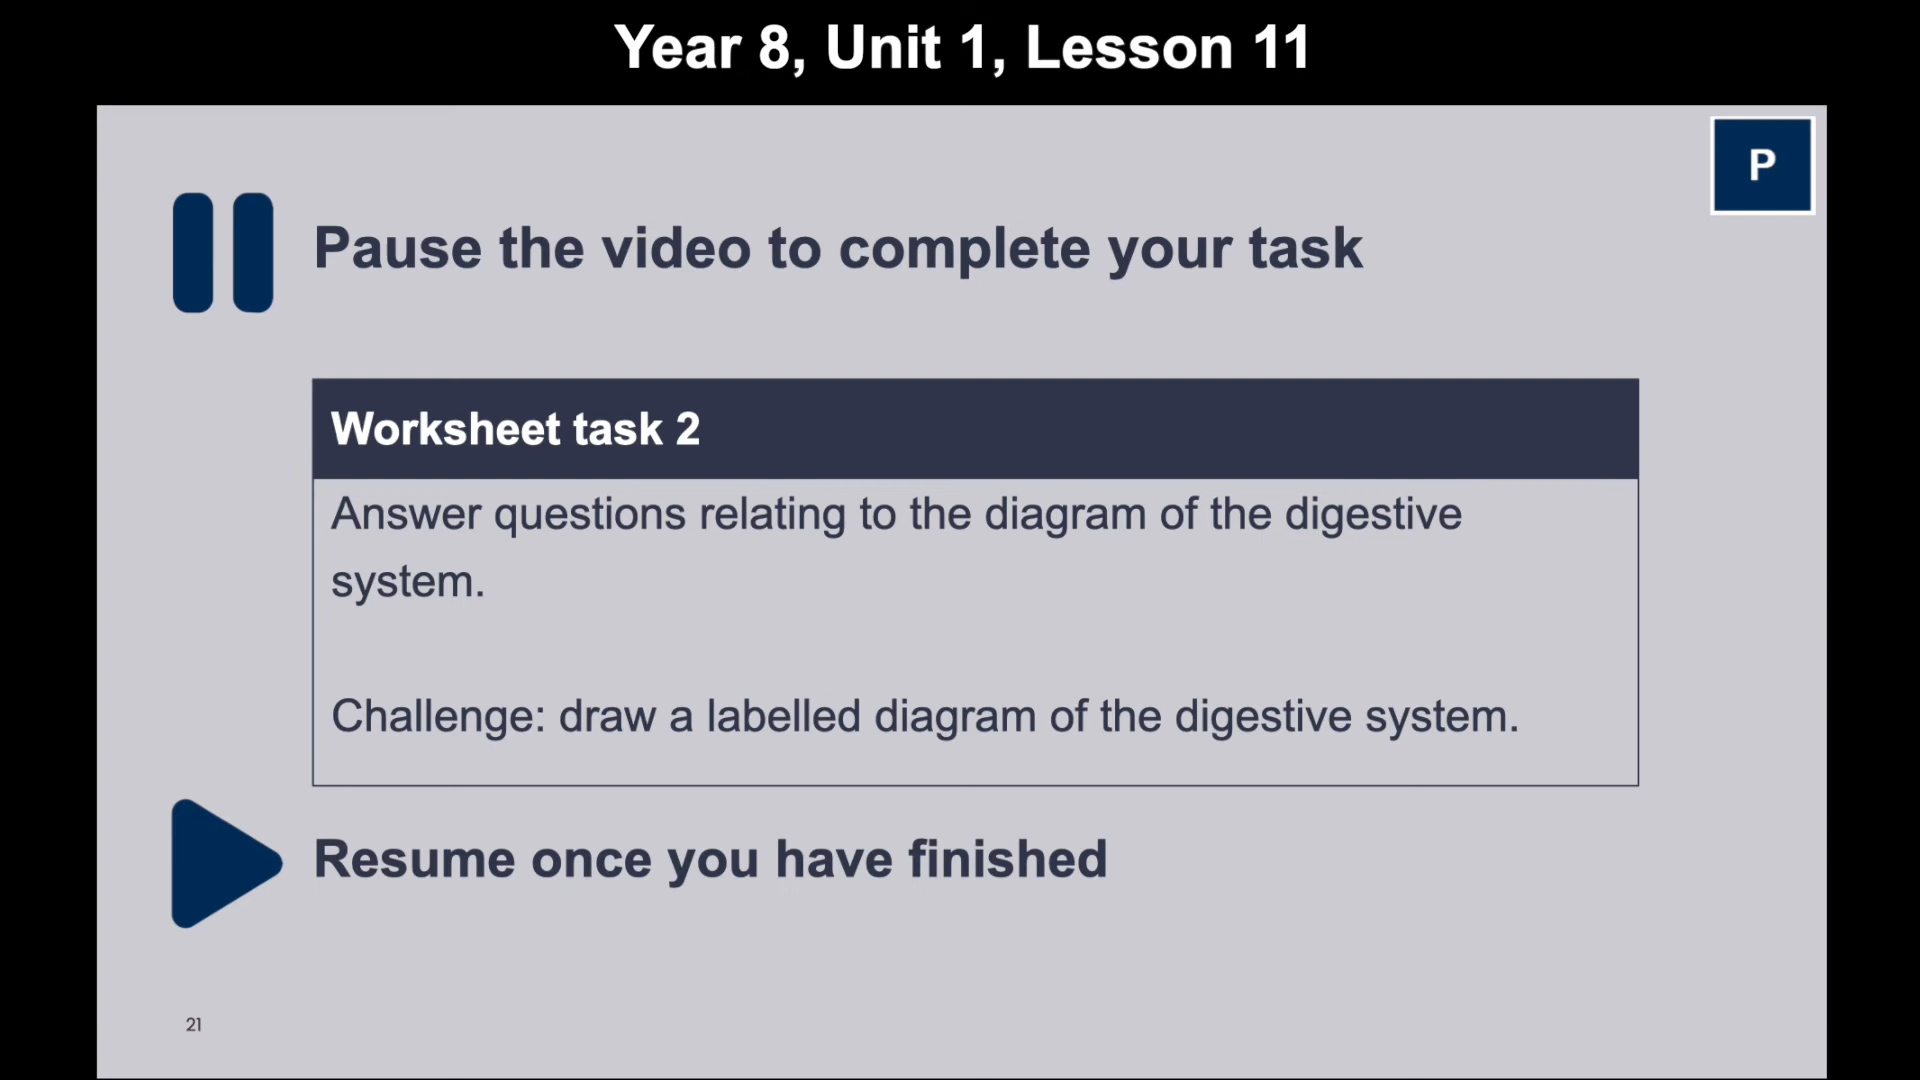 Year 8, Unit 1, Lesson 11
P
Pause the video to complete your task
Worksheet task 2
Answer questions relating to the diagram of the digestive
system.
Challenge: draw a labelled diagram of the digestive system.
Resume once you have finished
21